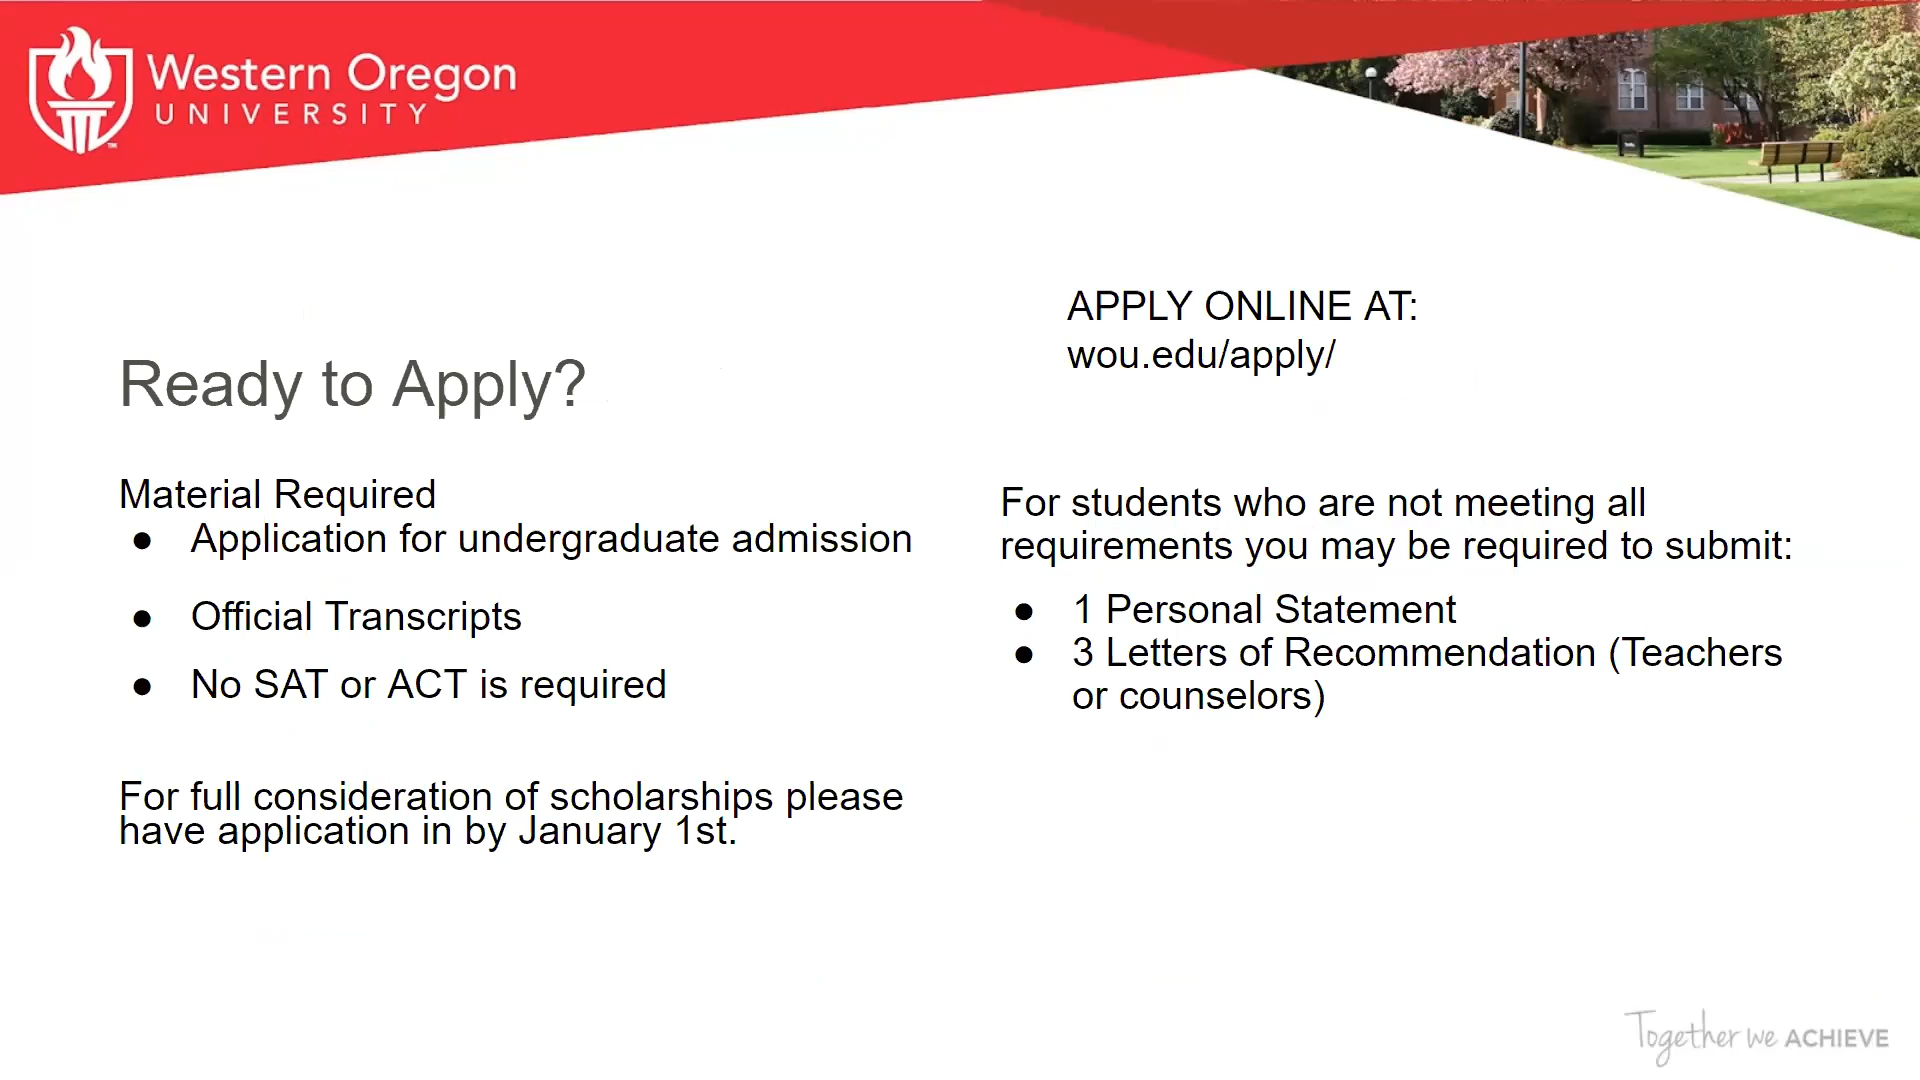 Western Oregon
UNIVERSITY
TM
APPLY ONLINE AT:
wou.edu/apply/
Ready to Apply?
Material Required
● Application for undergraduate admission
● Official Transcripts
● No SAT or ACT is required
For full consideration of scholarships please
have application in by January 1st.
For students who are not meeting all
requirements you may be required to submit:
● 1 Personal Statement
● 3 Letters of Recommendation (Teachers
or counselors)
Together we ACHIEVE